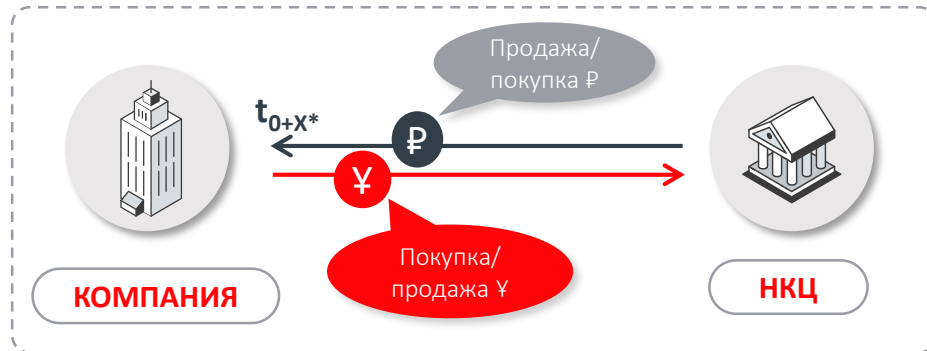 Продажа/
покупка ₽
t0+X*
₽
¥
Покупка/
продажа ¥
КОМПАНИЯ
НКЦ